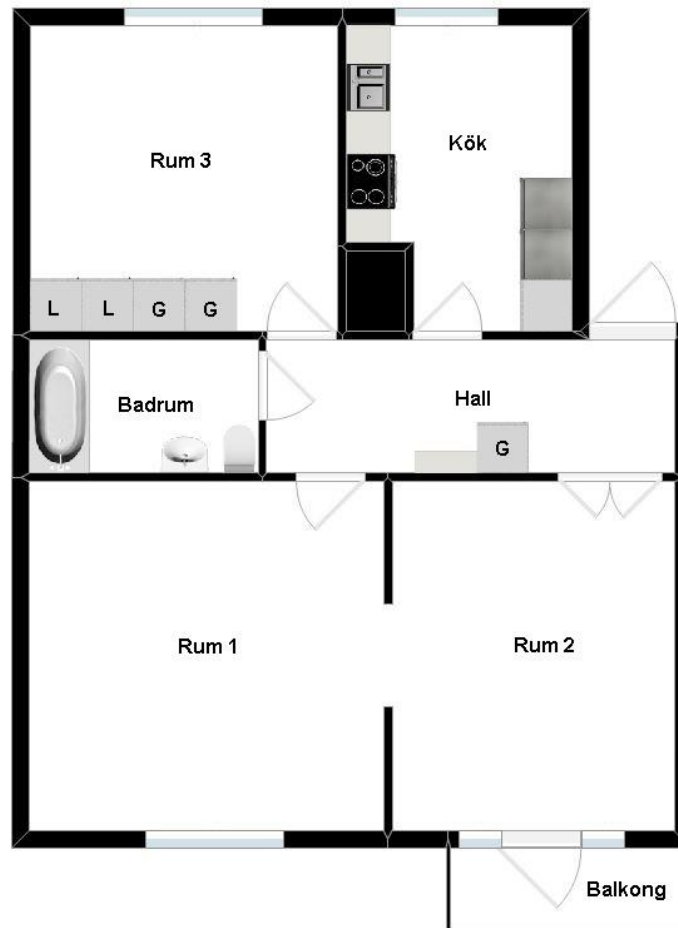 Kök
Rum 3
L L G G
Badrum
Hall
G
Rum 1
Rum 2
Balkong